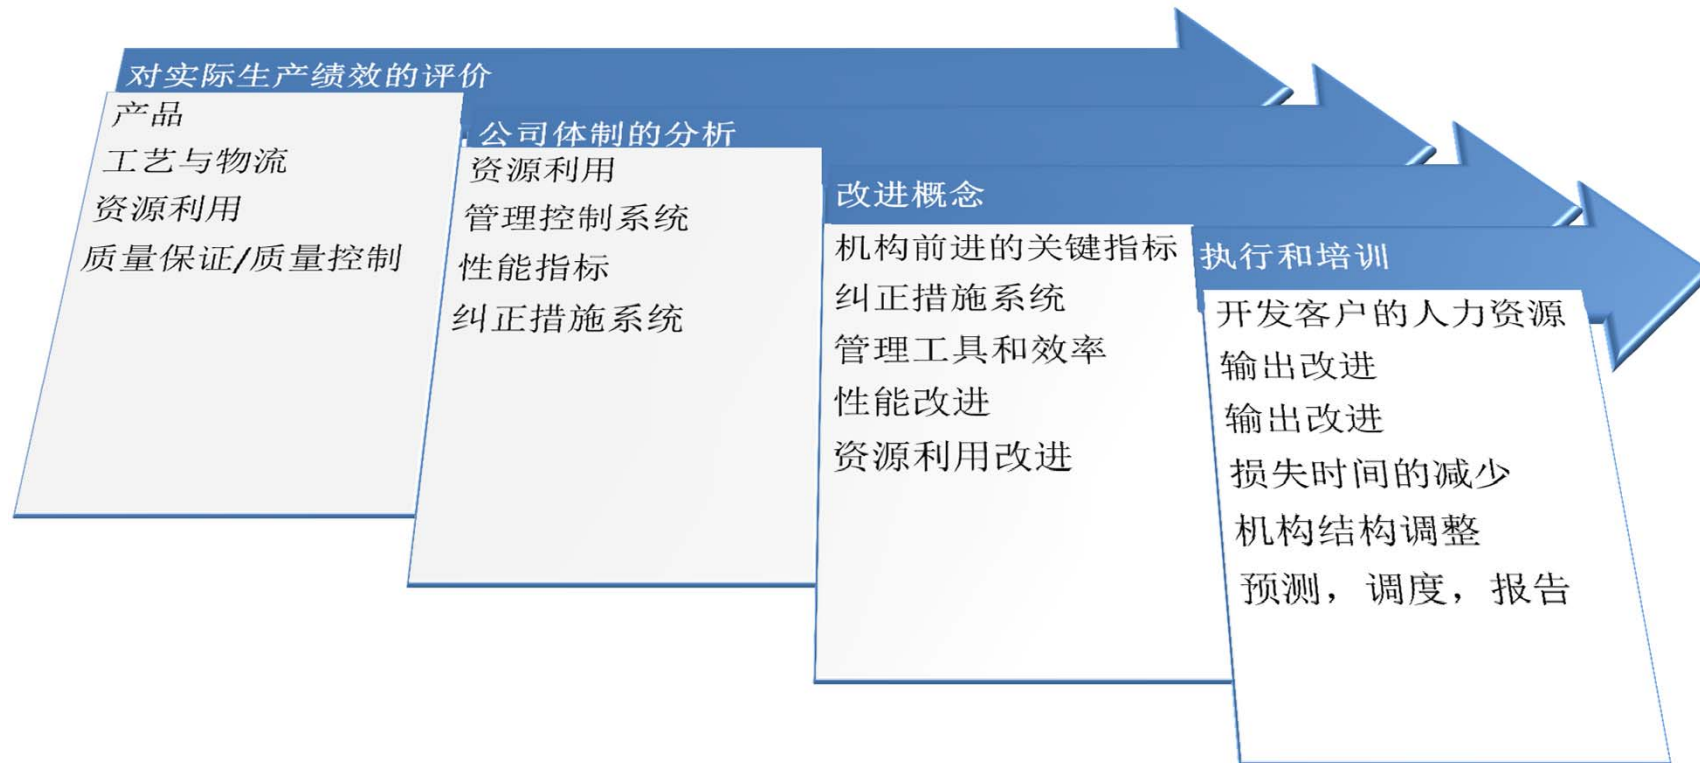 对实际生产绩效的评价
产品
工艺与物流
资源利用
质量保证/质量控制
公司体制的分析
资源利用
管理控制系统
性能指标
纠正措施系统
改进概念
机构前进的关键指标
纠正措施系统
管理工具和效率
性能改进
资源利用改进
执行和培训
开发客户的人力资源
输出改进
输出改进
损失时间的减少
机构结构调整
预测，调度，报告